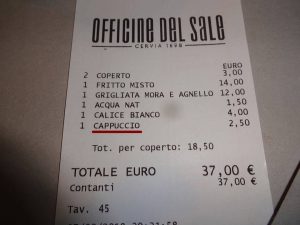 OFFICINE DEL SALE
CERVIA 1698
EURO
2 COPERTO 3,00
1 FRITTO MISTO 14,00
1 GRIGLIATA MORA E AGNELLO 12,00
1 ACQUA NAT 1,50
1 CALICE BIANCO 4,00
1 CAPPUCCIO 2,50
Tot. per coperto: 18,50
TOTALE EURO 37,00 €
Contanti 37,00 €
Tav. 45